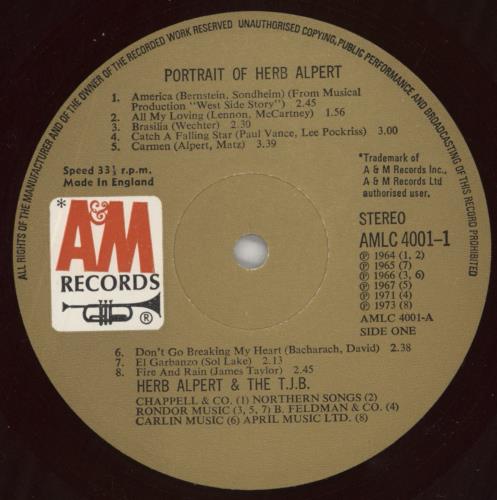 ALL RIGHTS OF THE MANUFACTURER AND OF THE OWNER OF THE RECORDED WORK RESERVED UNAUTHORISED COPYING, PUBLIC PERFORMANCE AND BROADCASTING OF THIS RECORD PROHIBITED
PORTRAIT OF HERB ALPERT
1. America (Bernstein, Sondheim) (From Musical
Production "West Side Story") 2.45
2. All My Loving (Lennon, McCartney) 1.56
3. Brasilia (Wechter) 2.30
4. Catch A Falling Star (Paul Vance, Lee Pockriss) 3.00
5. Carmen (Alpert, Matz) 3.39
Speed 33⅓ r.p.m.
Made In England
*Trademark of
A & M Records Inc.,
A & M Records Ltd
authorised user.
* A&M
RECORDS
®
STEREO
AMLC 4001-1
℗ 1964 (1, 2)
℗ 1965 (7)
℗ 1966 (3, 6)
℗ 1967 (5)
℗ 1971 (4)
℗ 1973 (8)
AMLC 4001-A
SIDE ONE
6. Don't Go Breaking My Heart (Bacharach, David) 2.38
7. El Garbanzo (Sol Lake) 2.13
8. Fire And Rain (James Taylor) 2.45
HERB ALPERT & THE T.J.B.
CHAPPELL & CO. (1) NORTHERN SONGS (2)
RONDOR MUSIC (3, 5, 7) B. FELDMAN & CO. (4)
CARLIN MUSIC (6) APRIL MUSIC LTD. (8)